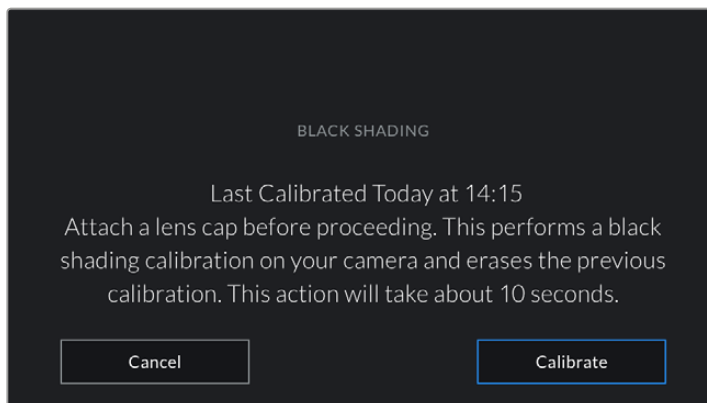 BLACK SHADING
Last Calibrated Today at 14:15
Attach a lens cap before proceeding. This performs a black
shading calibration on your camera and erases the previous
calibration. This action will take about 10 seconds.
Cancel
Calibrate